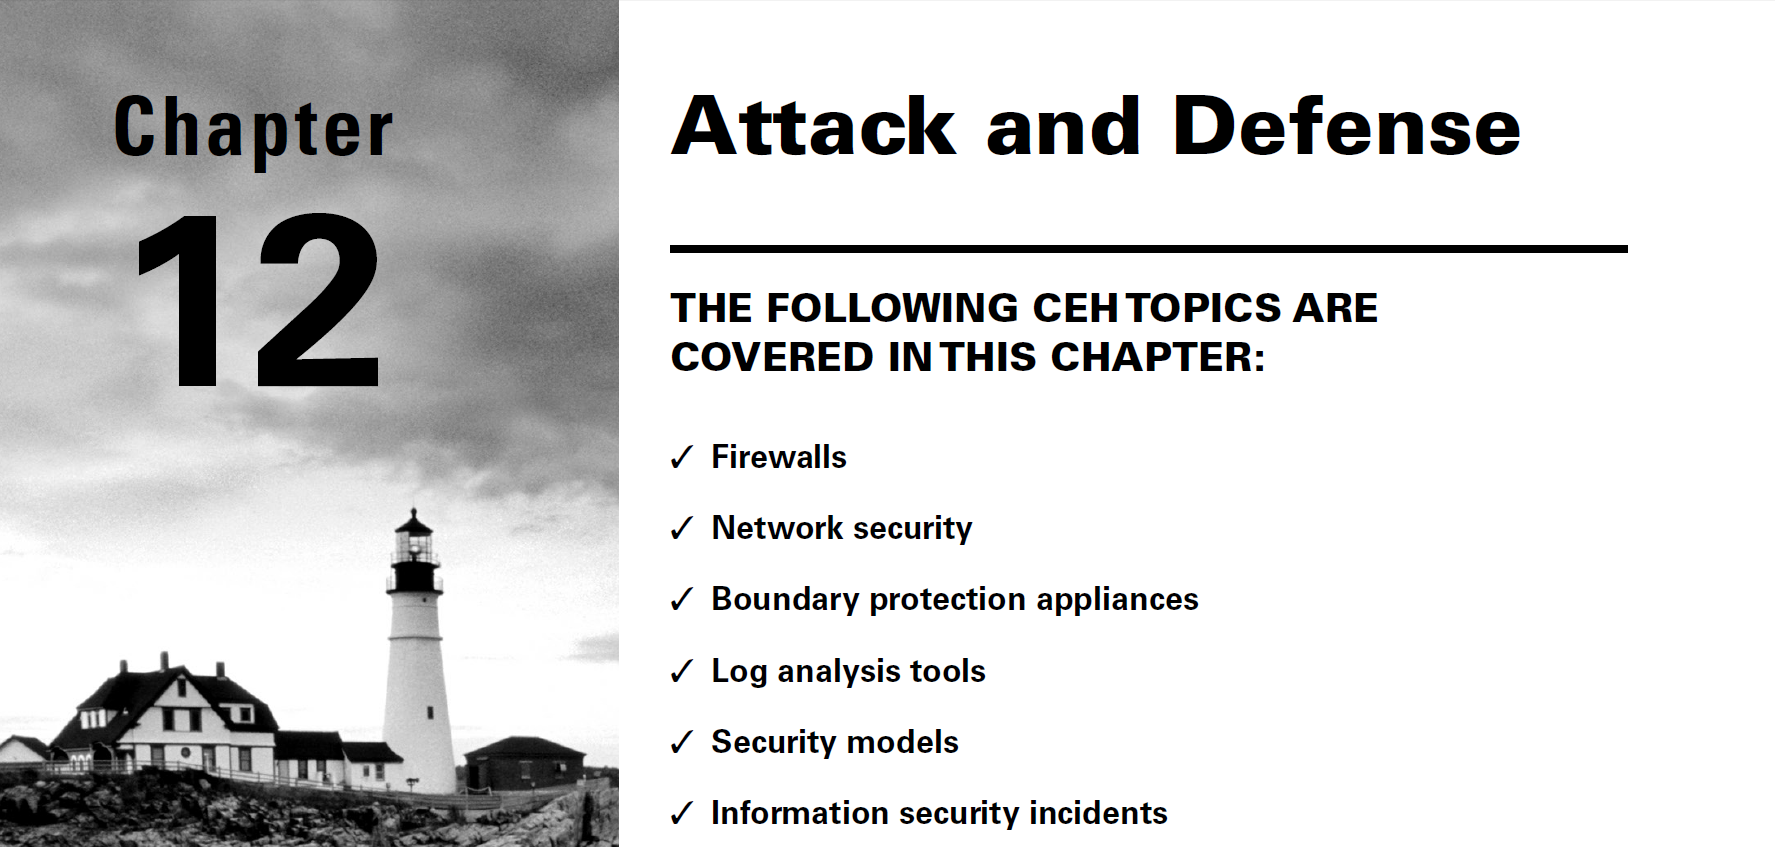 Chapter
12
Attack and Defense
THE FOLLOWING CEH TOPICS ARE
COVERED IN THIS CHAPTER:
✓ Firewalls
✓ Network security
✓ Boundary protection appliances
✓ Log analysis tools
✓ Security models
✓ Information security incidents